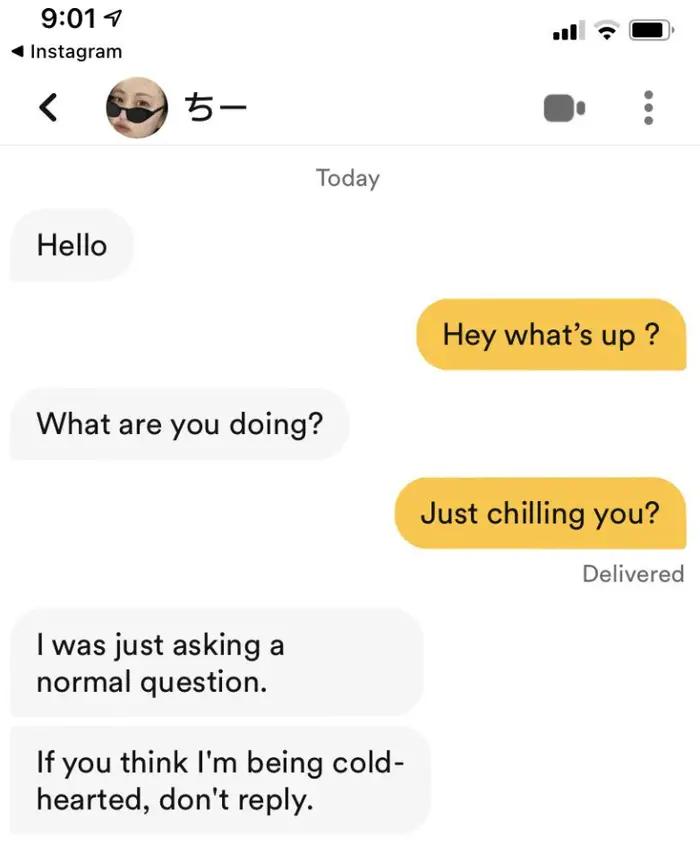 9:01
Instagram
ちー
Today
Hello
Hey what’s up ?
What are you doing?
Just chilling you?
Delivered
I was just asking a
normal question.
If you think I'm being cold-
hearted, don't reply.